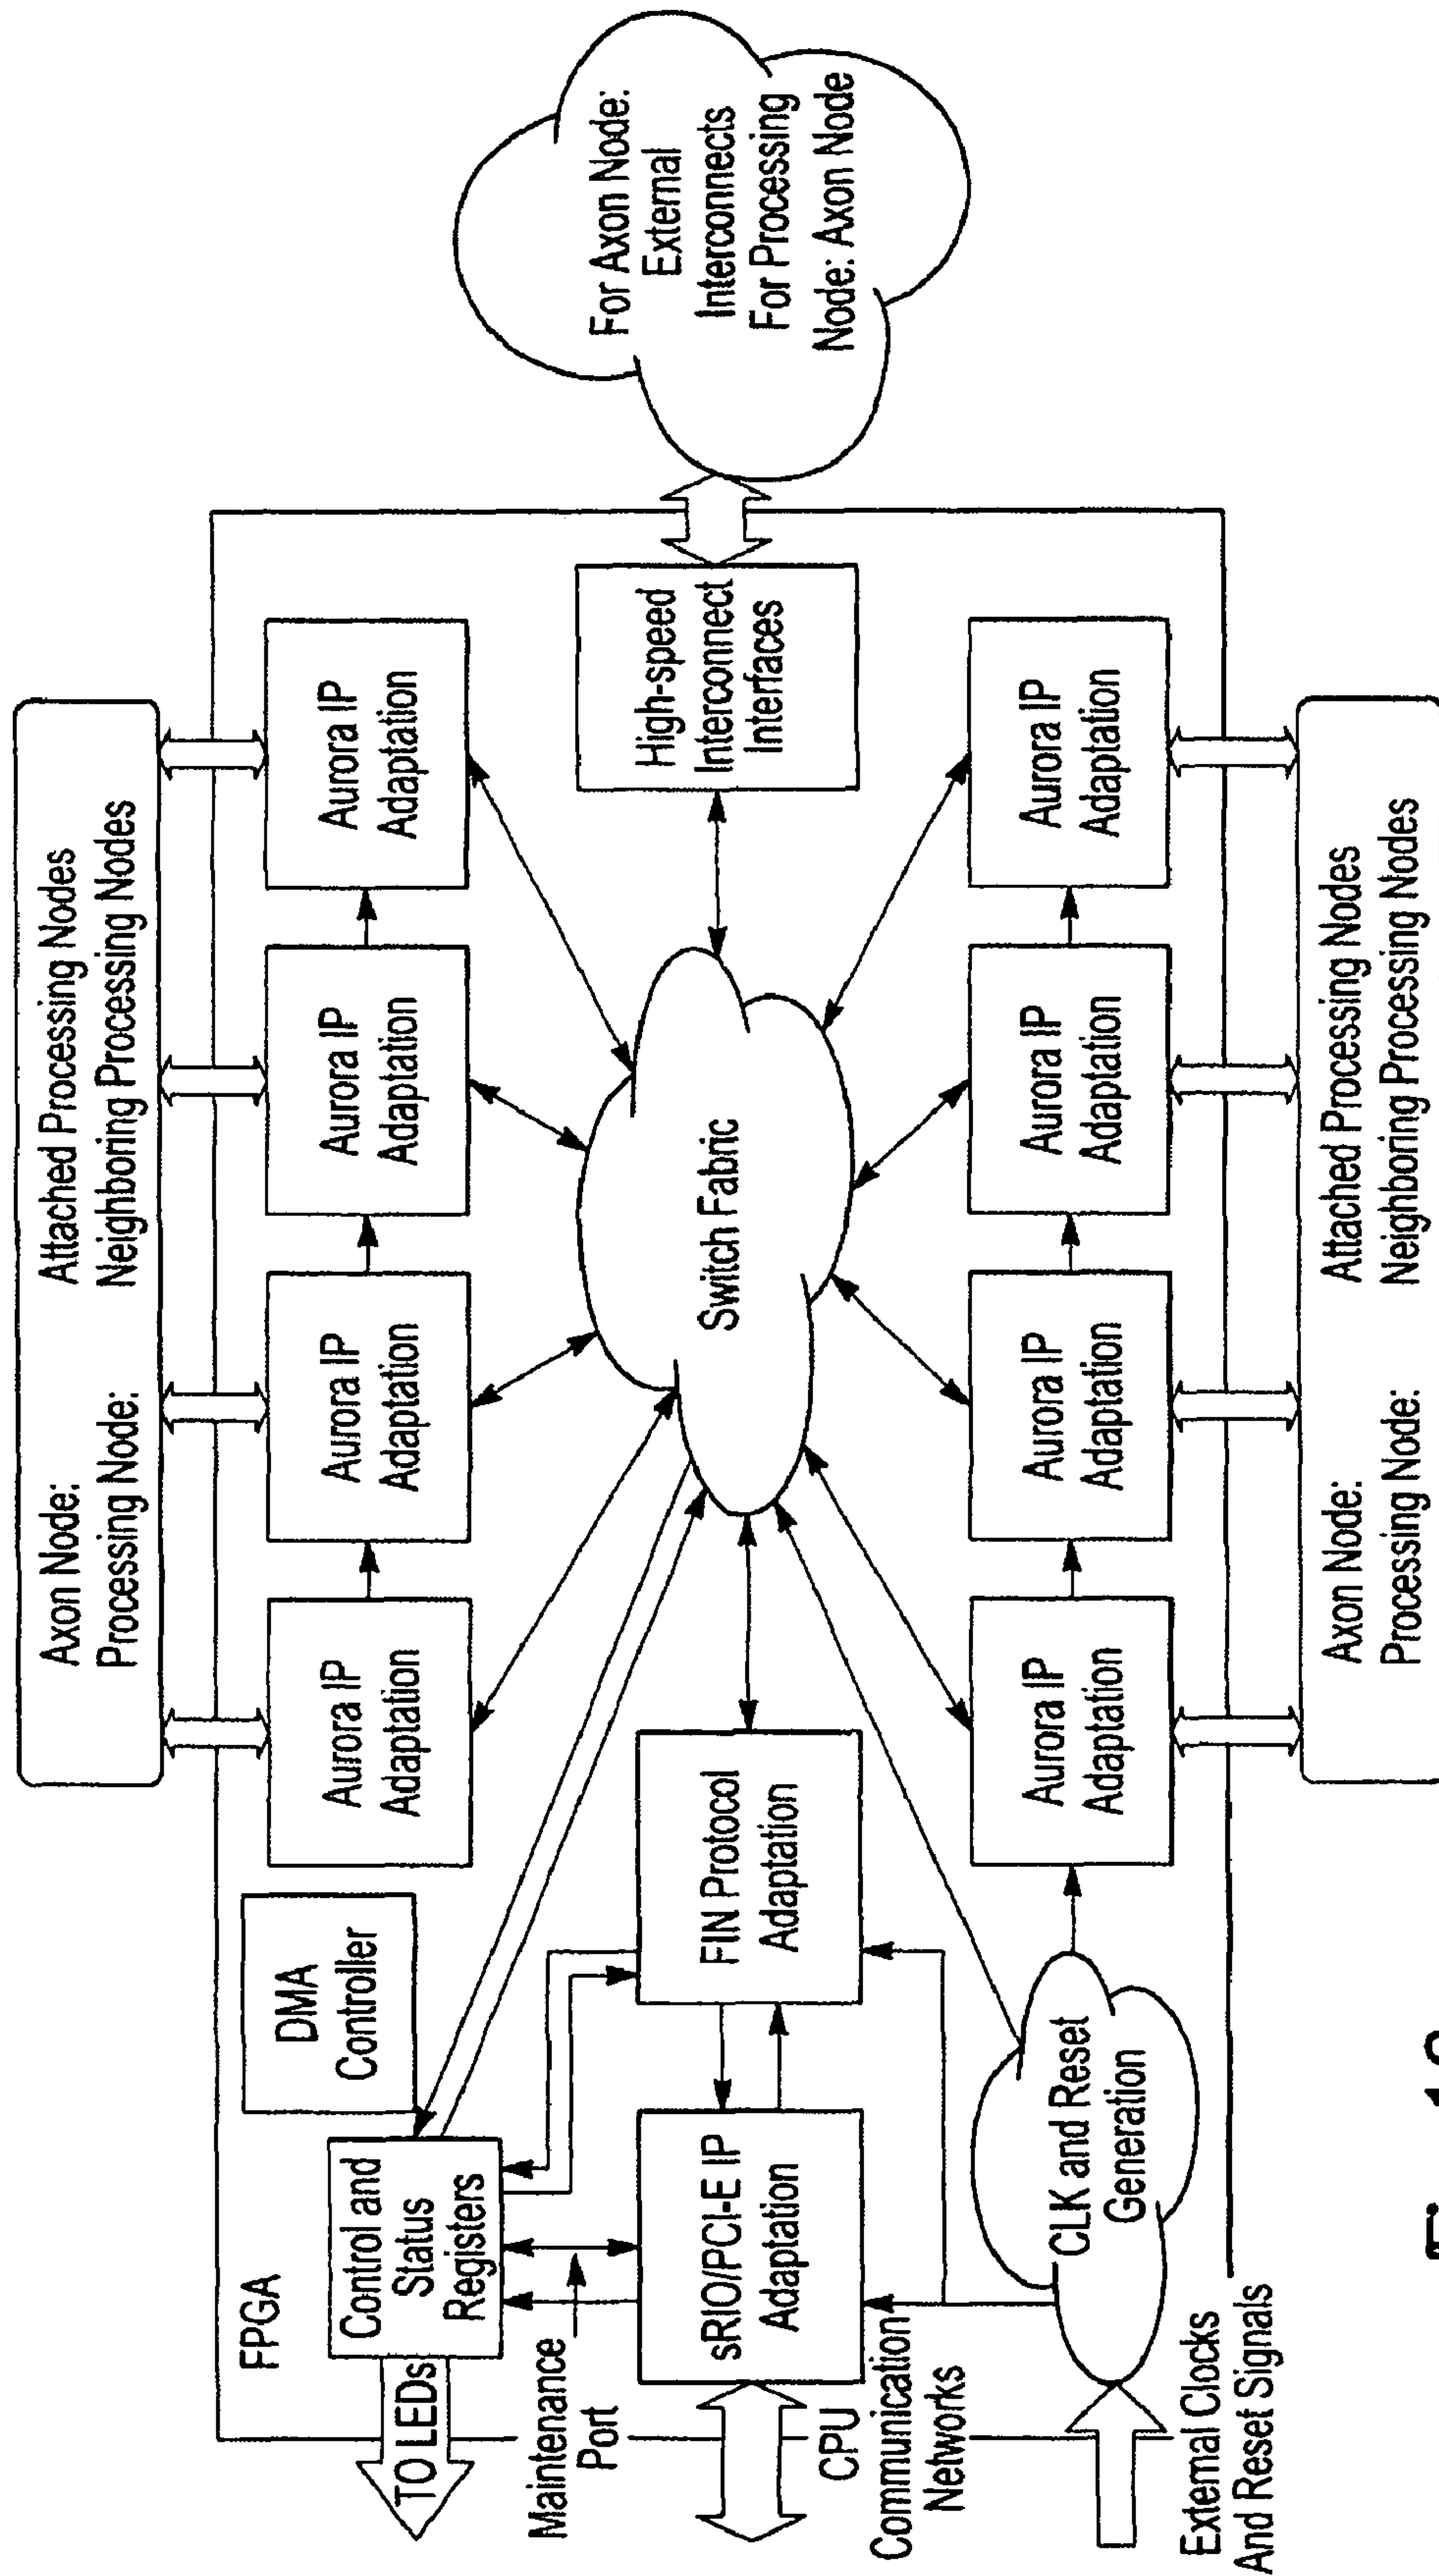 Axon Node: Attached Processing Nodes
Processing Node: Neighboring Processing Nodes
FPGA
DMA
Controller
Aurora IP
Adaptation
Aurora IP
Adaptation
Aurora IP
Adaptation
Aurora IP
Adaptation
TO LEDs
Control and
Status
Registers
Maintenance
Port
sRIO/PCI-E IP
Adaptation
FIN Protocol
Adaptation
Switch Fabric
High-speed
Interconnect
Interfaces
For Axon Node:
External
Interconnects
For Processing
Node: Axon Node
CPU
Communication
Networks
CLK and Reset
Generation
External Clocks
And Reset Signals
Aurora IP
Adaptation
Aurora IP
Adaptation
Aurora IP
Adaptation
Aurora IP
Adaptation
Axon Node: Attached Processing Nodes
Processing Node: Neighboring Processing Nodes